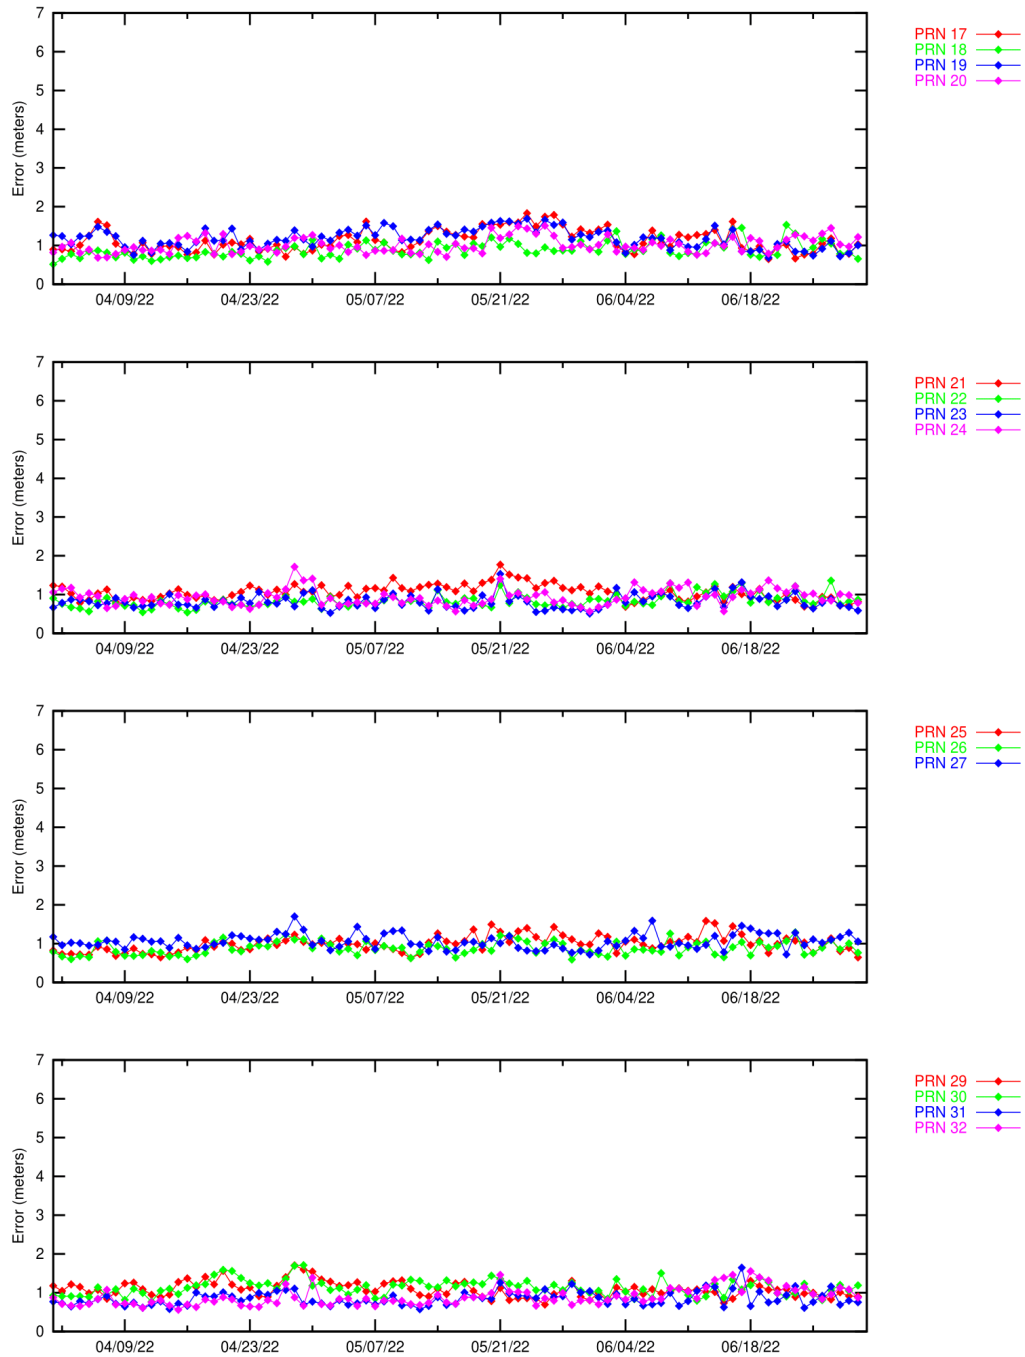 7
6
5
4
3
2
1
0
Error (meters)
04/09/22 04/23/22 05/07/22 05/21/22 06/04/22 06/18/22
PRN 17
PRN 18
PRN 19
PRN 20
7
6
5
4
3
2
1
0
Error (meters)
04/09/22 04/23/22 05/07/22 05/21/22 06/04/22 06/18/22
PRN 21
PRN 22
PRN 23
PRN 24
7
6
5
4
3
2
1
0
Error (meters)
04/09/22 04/23/22 05/07/22 05/21/22 06/04/22 06/18/22
PRN 25
PRN 26
PRN 27
7
6
5
4
3
2
1
0
Error (meters)
04/09/22 04/23/22 05/07/22 05/21/22 06/04/22 06/18/22
PRN 29
PRN 30
PRN 31
PRN 32